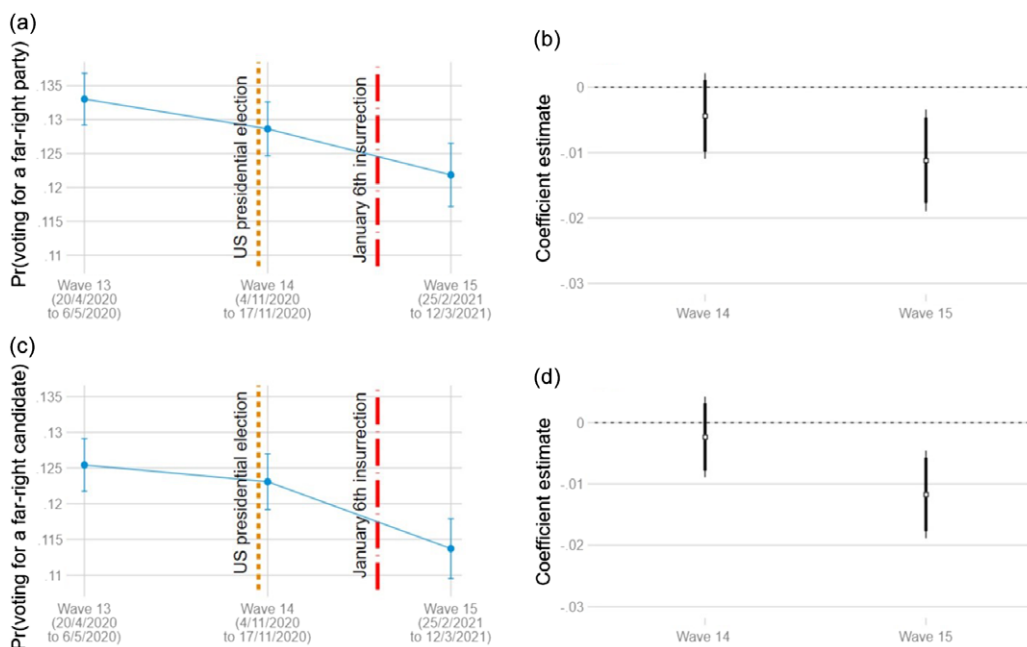 (a)
Pr(voting for a far-right party)
.135
.13
.125
.12
.115
.11
US presidential election
January 6th insurrection
Wave 13
(20/4/2020
to 6/5/2020)
Wave 14
(4/11/2020
to 17/11/2020)
Wave 15
(25/2/2021
to 12/3/2021)
(b)
Coefficient estimate
0
-.01
-.02
-.03
Wave 14
Wave 15
(c)
Pr(voting for a far-right candidate)
.135
.13
.125
.12
.115
.11
US presidential election
January 6th insurrection
Wave 13
(20/4/2020
to 6/5/2020)
Wave 14
(4/11/2020
to 17/11/2020)
Wave 15
(25/2/2021
to 12/3/2021)
(d)
Coefficient estimate
0
-.01
-.02
-.03
Wave 14
Wave 15